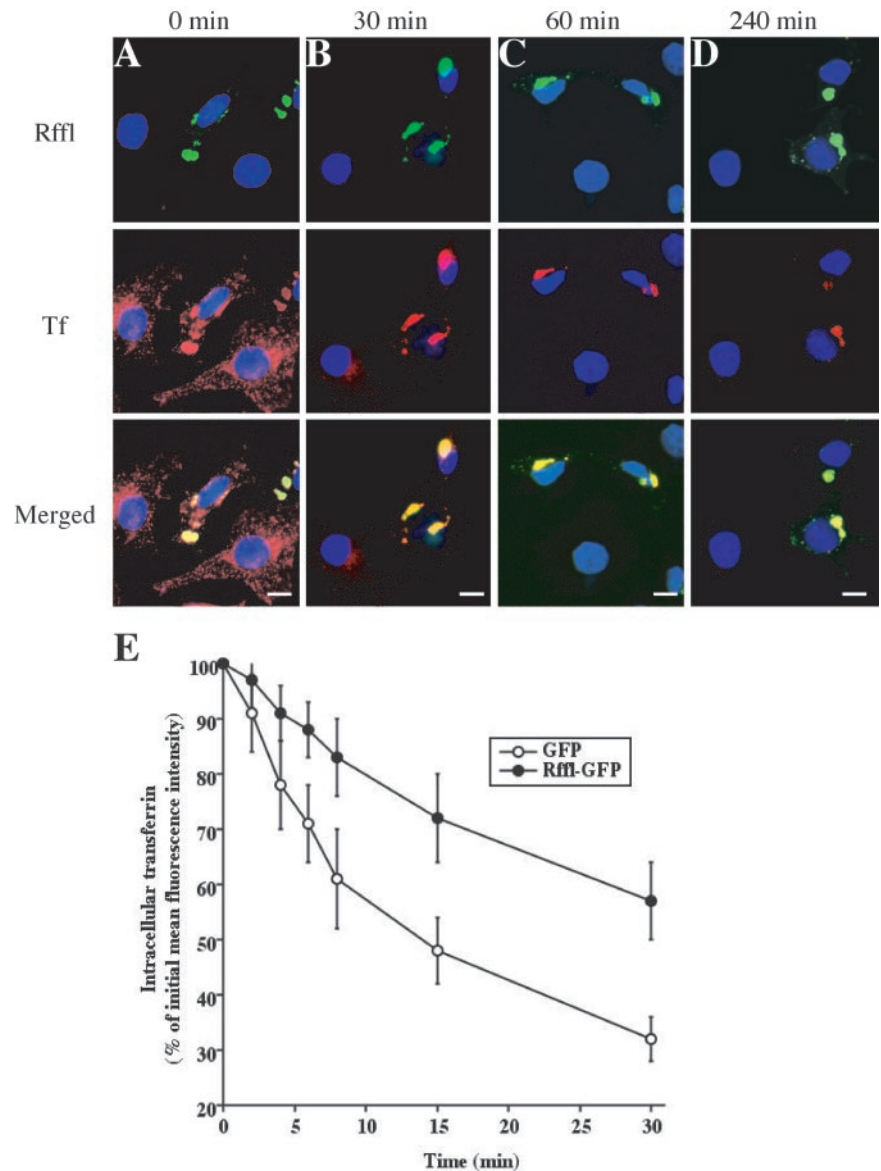 0 min 30 min 60 min 240 min
A B C D
Rffl
Tf
Merged
E
Intracellular transferrin
(% of initial mean fluorescence intensity)
100
90
80
70
60
50
40
30
20
GFP
Rffl-GFP
0 5 10 15 20 25 30
Time (min)